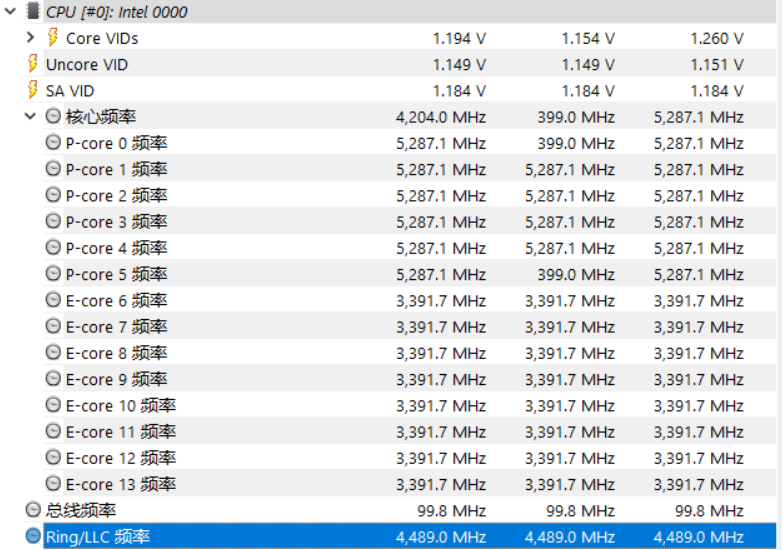 CPU [#0]: Intel 0000
Core VIDs 1.194 V 1.154 V 1.260 V
Uncore VID 1.149 V 1.149 V 1.151 V
SA VID 1.184 V 1.184 V 1.184 V
核心频率 4,204.0 MHz 399.0 MHz 5,287.1 MHz
P-core 0 频率 5,287.1 MHz 399.0 MHz 5,287.1 MHz
P-core 1 频率 5,287.1 MHz 5,287.1 MHz 5,287.1 MHz
P-core 2 频率 5,287.1 MHz 5,287.1 MHz 5,287.1 MHz
P-core 3 频率 5,287.1 MHz 5,287.1 MHz 5,287.1 MHz
P-core 4 频率 5,287.1 MHz 5,287.1 MHz 5,287.1 MHz
P-core 5 频率 5,287.1 MHz 399.0 MHz 5,287.1 MHz
E-core 6 频率 3,391.7 MHz 3,391.7 MHz 3,391.7 MHz
E-core 7 频率 3,391.7 MHz 3,391.7 MHz 3,391.7 MHz
E-core 8 频率 3,391.7 MHz 3,391.7 MHz 3,391.7 MHz
E-core 9 频率 3,391.7 MHz 3,391.7 MHz 3,391.7 MHz
E-core 10 频率 3,391.7 MHz 3,391.7 MHz 3,391.7 MHz
E-core 11 频率 3,391.7 MHz 3,391.7 MHz 3,391.7 MHz
E-core 12 频率 3,391.7 MHz 3,391.7 MHz 3,391.7 MHz
E-core 13 频率 3,391.7 MHz 3,391.7 MHz 3,391.7 MHz
总线频率 99.8 MHz 99.8 MHz 99.8 MHz
Ring/LLC 频率 4,489.0 MHz 4,489.0 MHz 4,489.0 MHz